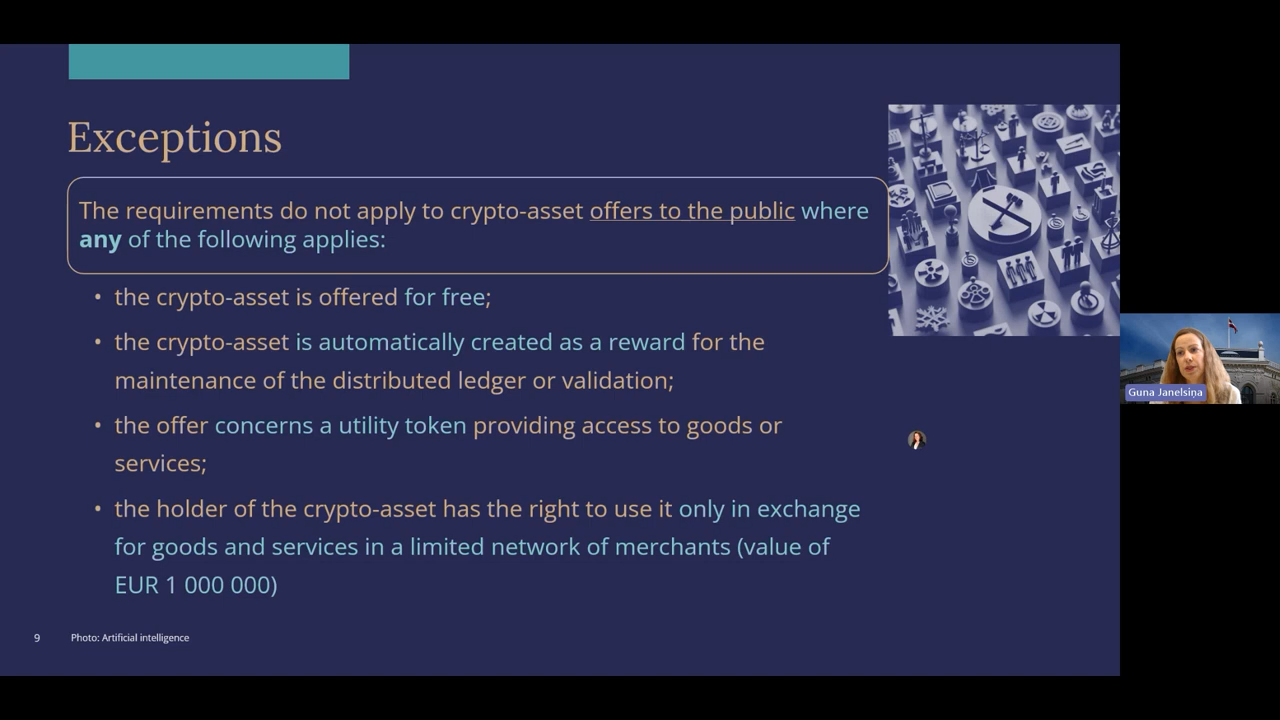 Exceptions
The requirements do not apply to crypto-asset offers to the public where
any of the following applies:
• the crypto-asset is offered for free;
• the crypto-asset is automatically created as a reward for the
maintenance of the distributed ledger or validation;
• the offer concerns a utility token providing access to goods or
services;
• the holder of the crypto-asset has the right to use it only in exchange
for goods and services in a limited network of merchants (value of
EUR 1 000 000)
9 Photo: Artificial intelligence
Guna Janelsiņa